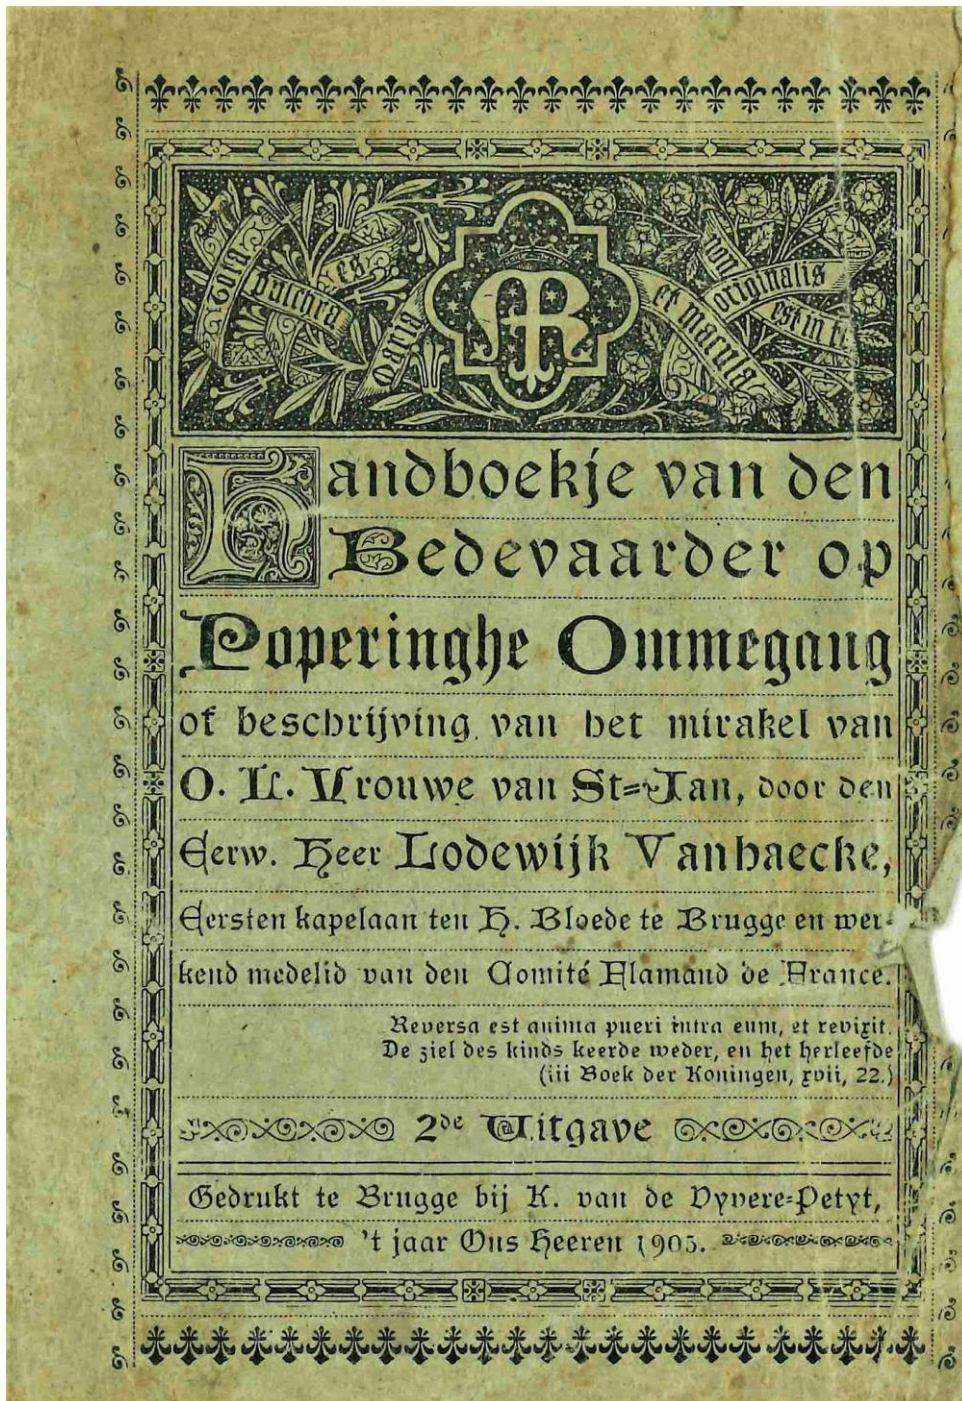 Tota
pulchra
es
Maria
et macula
non
originalis
est in te
Handboekje van den
Bedevaarder op
Poperinghe Ommegang
of beschrijving van het mirakel van
O. L. Vrouwe van St=Jan, door den
Eerw. Heer Lodewijk Vanhaecke,
Eersten kapelaan ten H. Bloede te Brugge en wer-
kend medelid van den Comité Flamand de France.
Reversa est anima pueri intra eum, et revixit.
De ziel des kinds keerde weder, en het herleefde
(iii Boek der Koningen, xvii, 22.)
2de Uitgave
Gedrukt te Brugge bij K. van de Vyvere=Petyt,
't jaar Ons Heeren 1905.